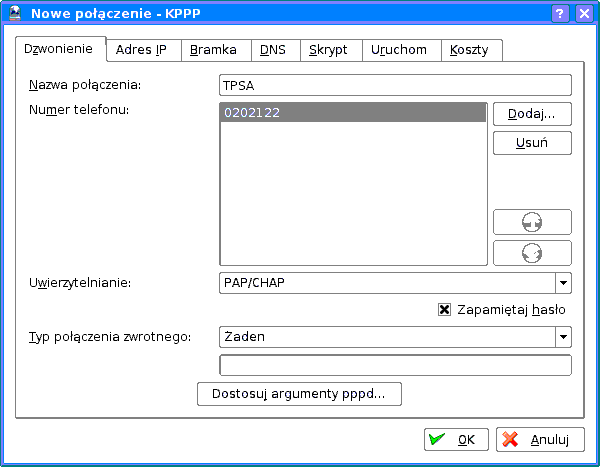 Nowe połączenie - KPPP
Dzwonienie Adres IP Bramka DNS Skrypt Uruchom Koszty
Nazwa połączenia: TPSA
Numer telefonu: 0202122 Dodaj...
Usuń
Uwierzytelnianie: PAP/CHAP
Zapamiętaj hasło
Typ połączenia zwrotnego: Żaden
Dostosuj argumenty pppd...
OK Anuluj